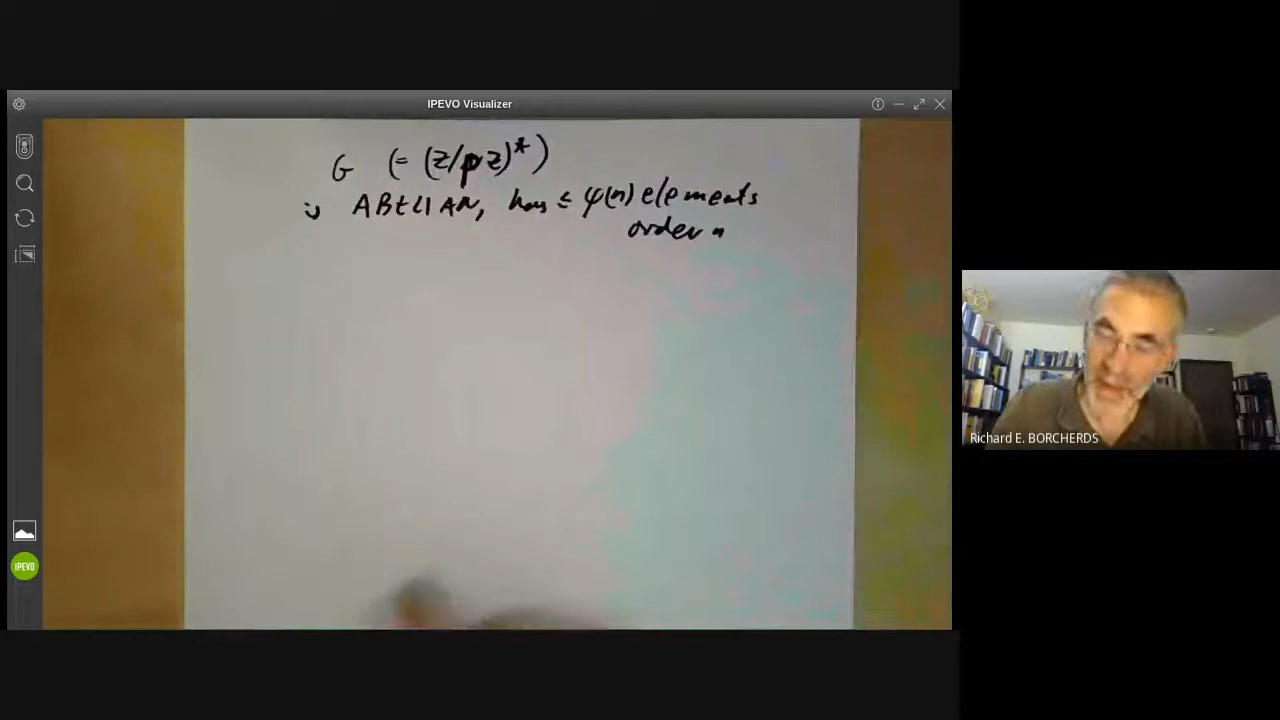 IPEVO Visualizer
G (= (Z/pZ)*)
is ABELIAN, has ≤ φ(n) elements
order n
Richard E. BORCHERDS
IPEVO